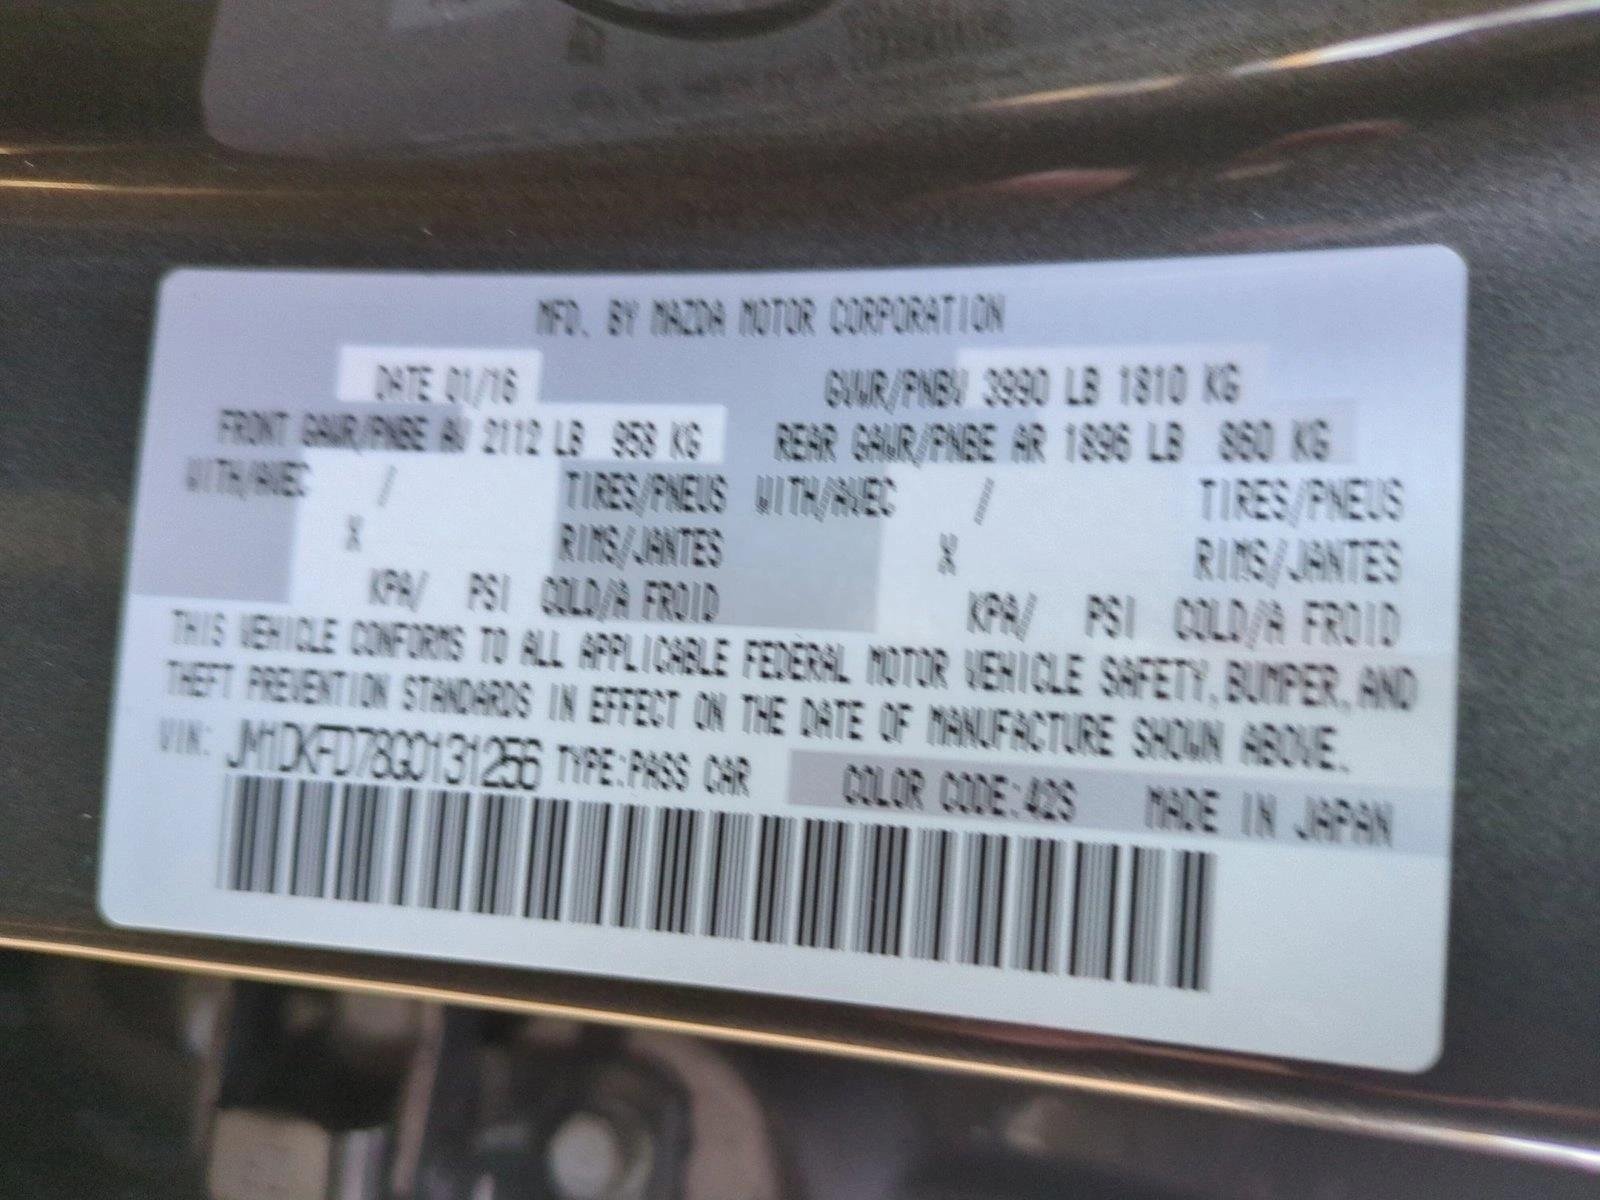 MFD. BY MAZDA MOTOR CORPORATION
DATE 01/16 GVWR/PNBV 3990 LB 1810 KG
FRONT GAWR/PNBE AV 2112 LB 958 KG REAR GAWR/PNBE AR 1896 LB 860 KG
WITH/AVEC / TIRES/PNEUS WITH/AVEC / TIRES/PNEUS
X RIMS/JANTES X RIMS/JANTES
KPA/ PSI COLD/A FROID KPA/ PSI COLD/A FROID
THIS VEHICLE CONFORMS TO ALL APPLICABLE FEDERAL MOTOR VEHICLE SAFETY, BUMPER, AND
THEFT PREVENTION STANDARDS IN EFFECT ON THE DATE OF MANUFACTURE SHOWN ABOVE.
VIN: JM1DKFD78G0131256 TYPE:PASS CAR COLOR CODE:42S MADE IN JAPAN